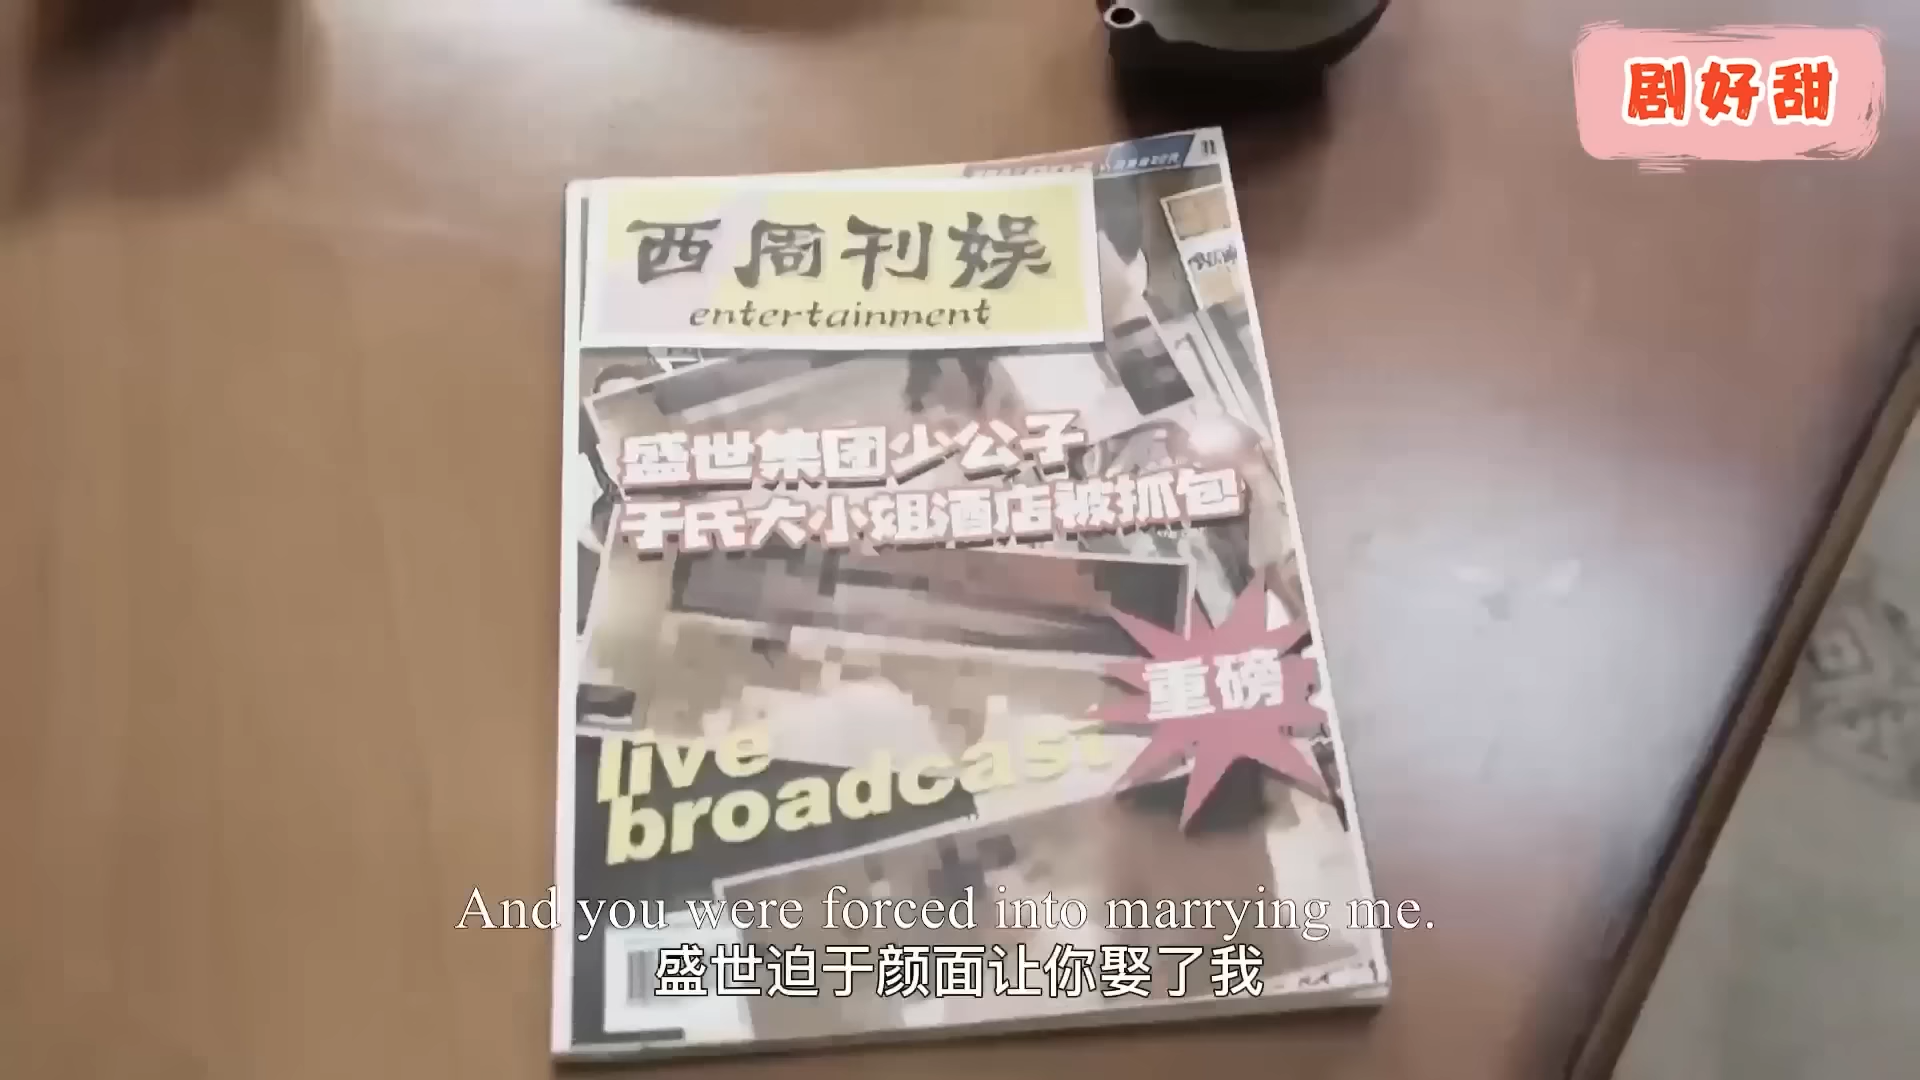 剧好甜
西周刊娱
entertainment
盛世集团少公子
于氏大小姐酒店被抓包
重磅
live
broadcast
And you were forced into marrying me.
盛世迫于颜面让你娶了我